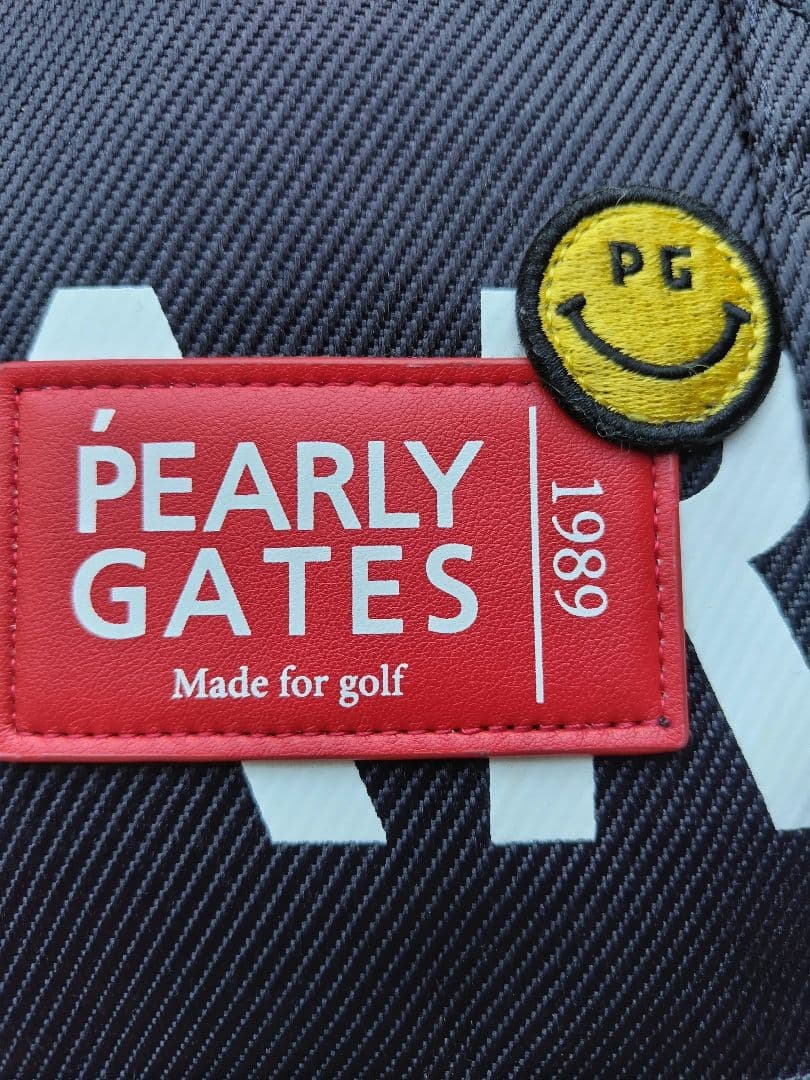 PG
ṔEARLY
GATES
Made for golf
1989